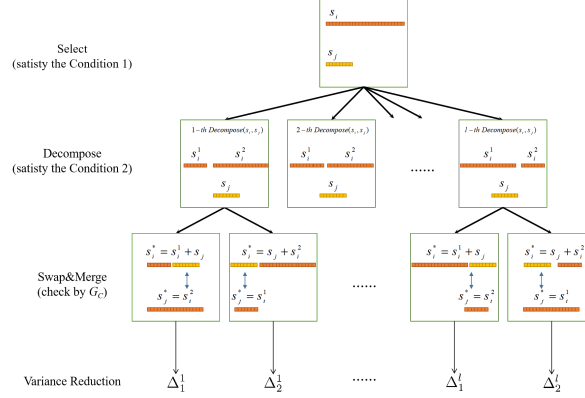 s_i
Select
(satisty the Condition 1)
s_j
1-th Decompose(s_i, s_j)
2-th Decompose(s_i, s_j)
l-th Decompose(s_i, s_j)
s_i^1 s_i^2
s_i^1 s_i^2
s_i^1 s_i^2
Decompose
(satisty the Condition 2)
......
s_j
s_j
s_j
s_i^* = s_i^1 + s_j
s_i^* = s_j + s_i^2
s_i^* = s_i^1 + s_j
s_i^* = s_j + s_i^2
Swap&Merge
(check by G_C)
......
s_j^* = s_i^2
s_j^* = s_i^1
s_j^* = s_i^2
s_j^* = s_i^1
Variance Reduction
Δ_1^1
Δ_2^1
......
Δ_1^l
Δ_2^l